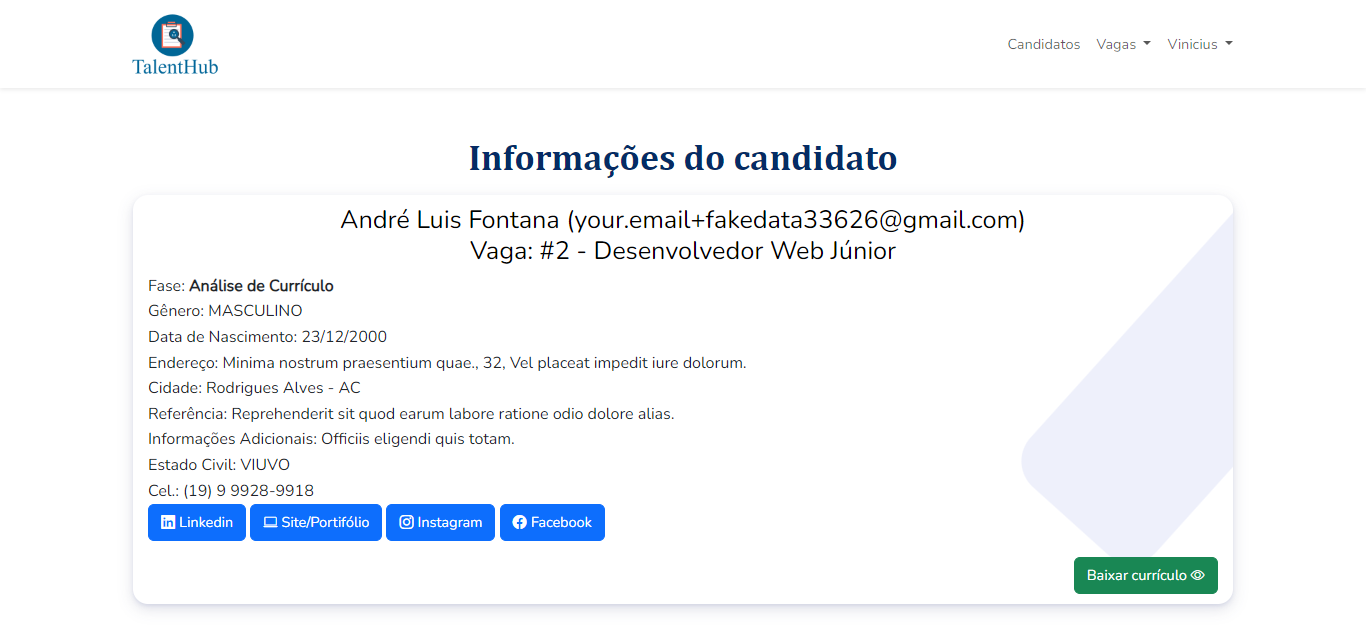 TalentHub
Candidatos Vagas Vinicius
Informações do candidato
André Luis Fontana (your.email+fakedata33626@gmail.com)
Vaga: #2 - Desenvolvedor Web Júnior
Fase: Análise de Currículo
Gênero: MASCULINO
Data de Nascimento: 23/12/2000
Endereço: Minima nostrum praesentium quae., 32, Vel placeat impedit iure dolorum.
Cidade: Rodrigues Alves - AC
Referência: Reprehenderit sit quod earum labore ratione odio dolore alias.
Informações Adicionais: Officiis eligendi quis totam.
Estado Civil: VIUVO
Cel.: (19) 9 9928-9918
Linkedin Site/Portifólio Instagram Facebook
Baixar currículo